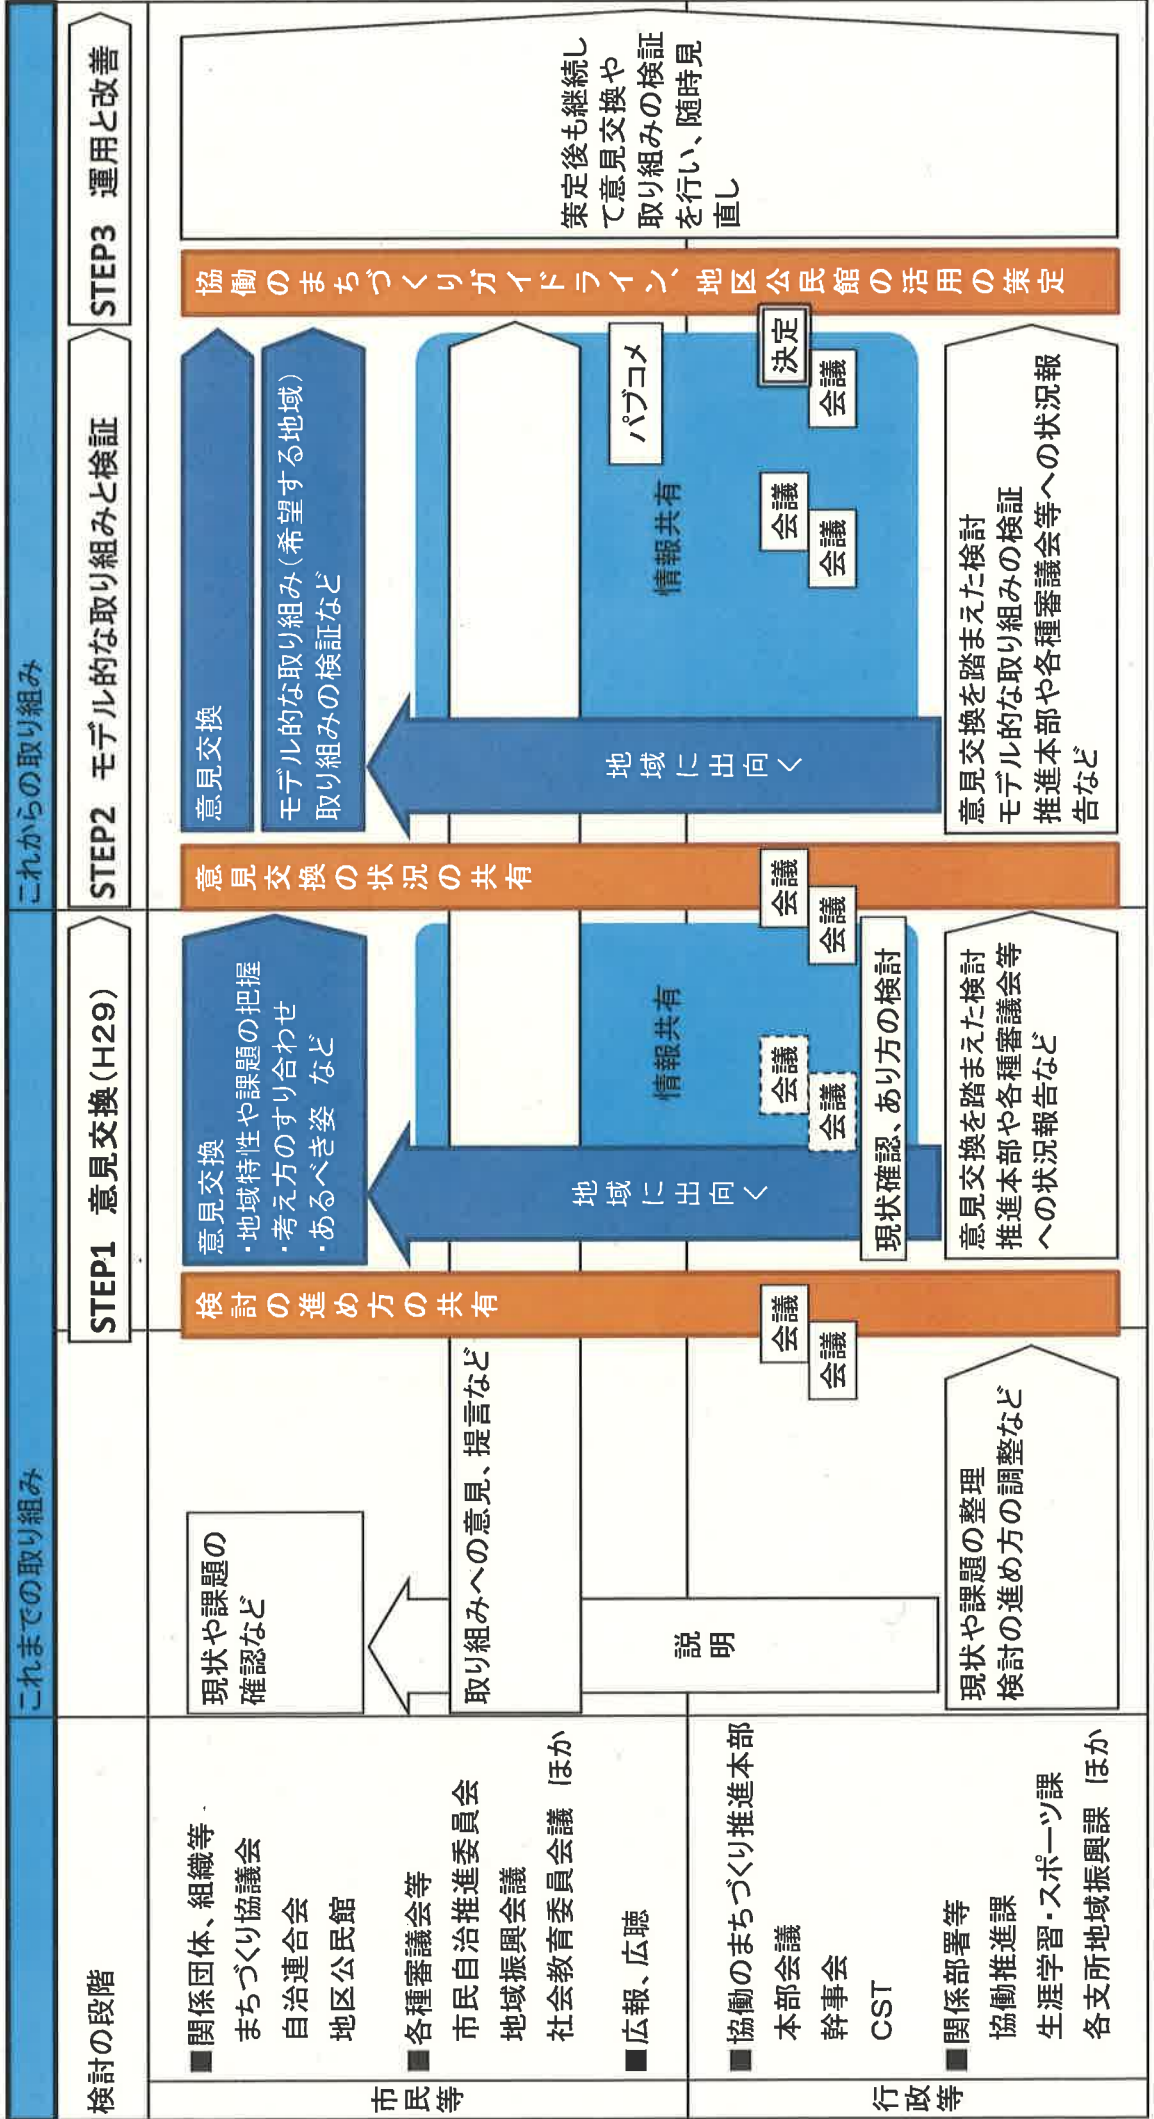 これまでの取り組み
これからの取り組み
検討の段階
STEP1 意見交換(H29)
STEP2 モデル的な取り組みと検証
STEP3 運用と改善
市民等
■関係団体、組織等
まちづくり協議会
自治連合会
地区公民館
■各種審議会等
市民自治推進委員会
地域振興会議
社会教育委員会議 ほか
■広報、広聴
行政等
■協働のまちづくり推進本部
本部会議
幹事会
CST
■関係部署等
協働推進課
生涯学習・スポーツ課
各支所地域振興課 ほか
現状や課題の
確認など
取り組みへの意見、提言など
説明
現状や課題の整理
検討の進め方の調整など
検討の進め方の共有
会議
会議
意見交換
・地域特性や課題の把握
・考え方のすり合わせ
・あるべき姿 など
地域に出向く
情報共有
会議
会議
現状確認、あり方の検討
意見交換を踏まえた検討
推進本部や各種審議会等
への状況報告など
意見交換の状況の共有
会議
会議
意見交換
モデル的な取り組み(希望する地域)
取り組みの検証など
地域に出向く
情報共有
パブコメ
会議
会議
決定
会議
意見交換を踏まえた検討
モデル的な取り組みの検証
推進本部や各種審議会等への状況報
告など
協働のまちづくりガイドライン、地区公民館の活用の策定
策定後も継続し
て意見交換や
取り組みの検証
を行い、随時見
直し